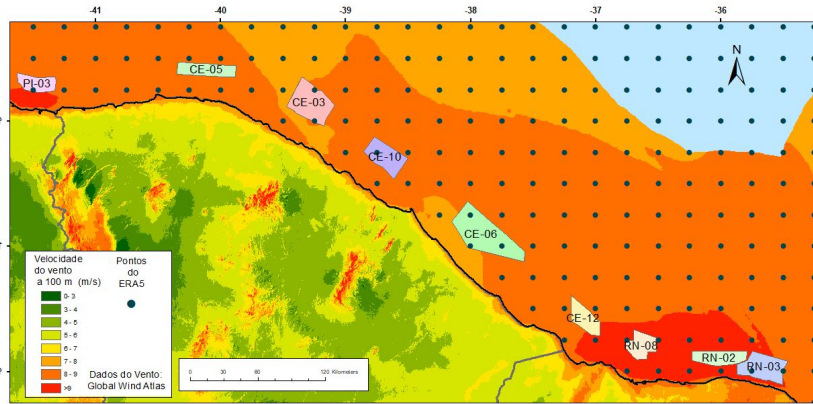 -41 -40 -39 -38 -37 -36
N
PI-03
CE-05
CE-03
CE-10
CE-06
CE-12
RN-08
RN-02
RN-03
Velocidade
do vento
a 100 m (m/s)
0- 3
3 - 4
4 - 5
5 - 6
6 - 7
7 - 8
8 - 9
>9
Pontos
do
ERA5
Dados do Vento:
Global Wind Atlas
0 30 60 120 Kilometers